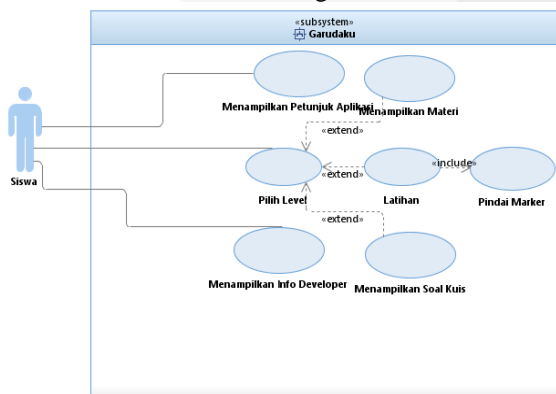 «subsystem»
Garudaku
Menampilkan Petunjuk Aplikasi
Menampilkan Materi
«extend»
Siswa
«extend»
«include»
Pilih Level
Latihan
Pindai Marker
«extend»
Menampilkan Info Developer
Menampilkan Soal Kuis